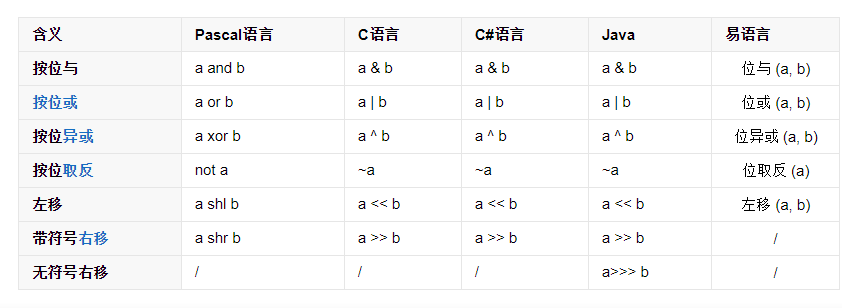 含义 Pascal语言 C语言 C#语言 Java 易语言
按位与 a and b a & b a & b a & b 位与 (a, b)
按位或 a or b a | b a | b a | b 位或 (a, b)
按位异或 a xor b a ^ b a ^ b a ^ b 位异或 (a, b)
按位取反 not a ~a ~a ~a 位取反 (a)
左移 a shl b a << b a << b a << b 左移 (a, b)
带符号右移 a shr b a >> b a >> b a >> b /
无符号右移 / / / a>>> b /